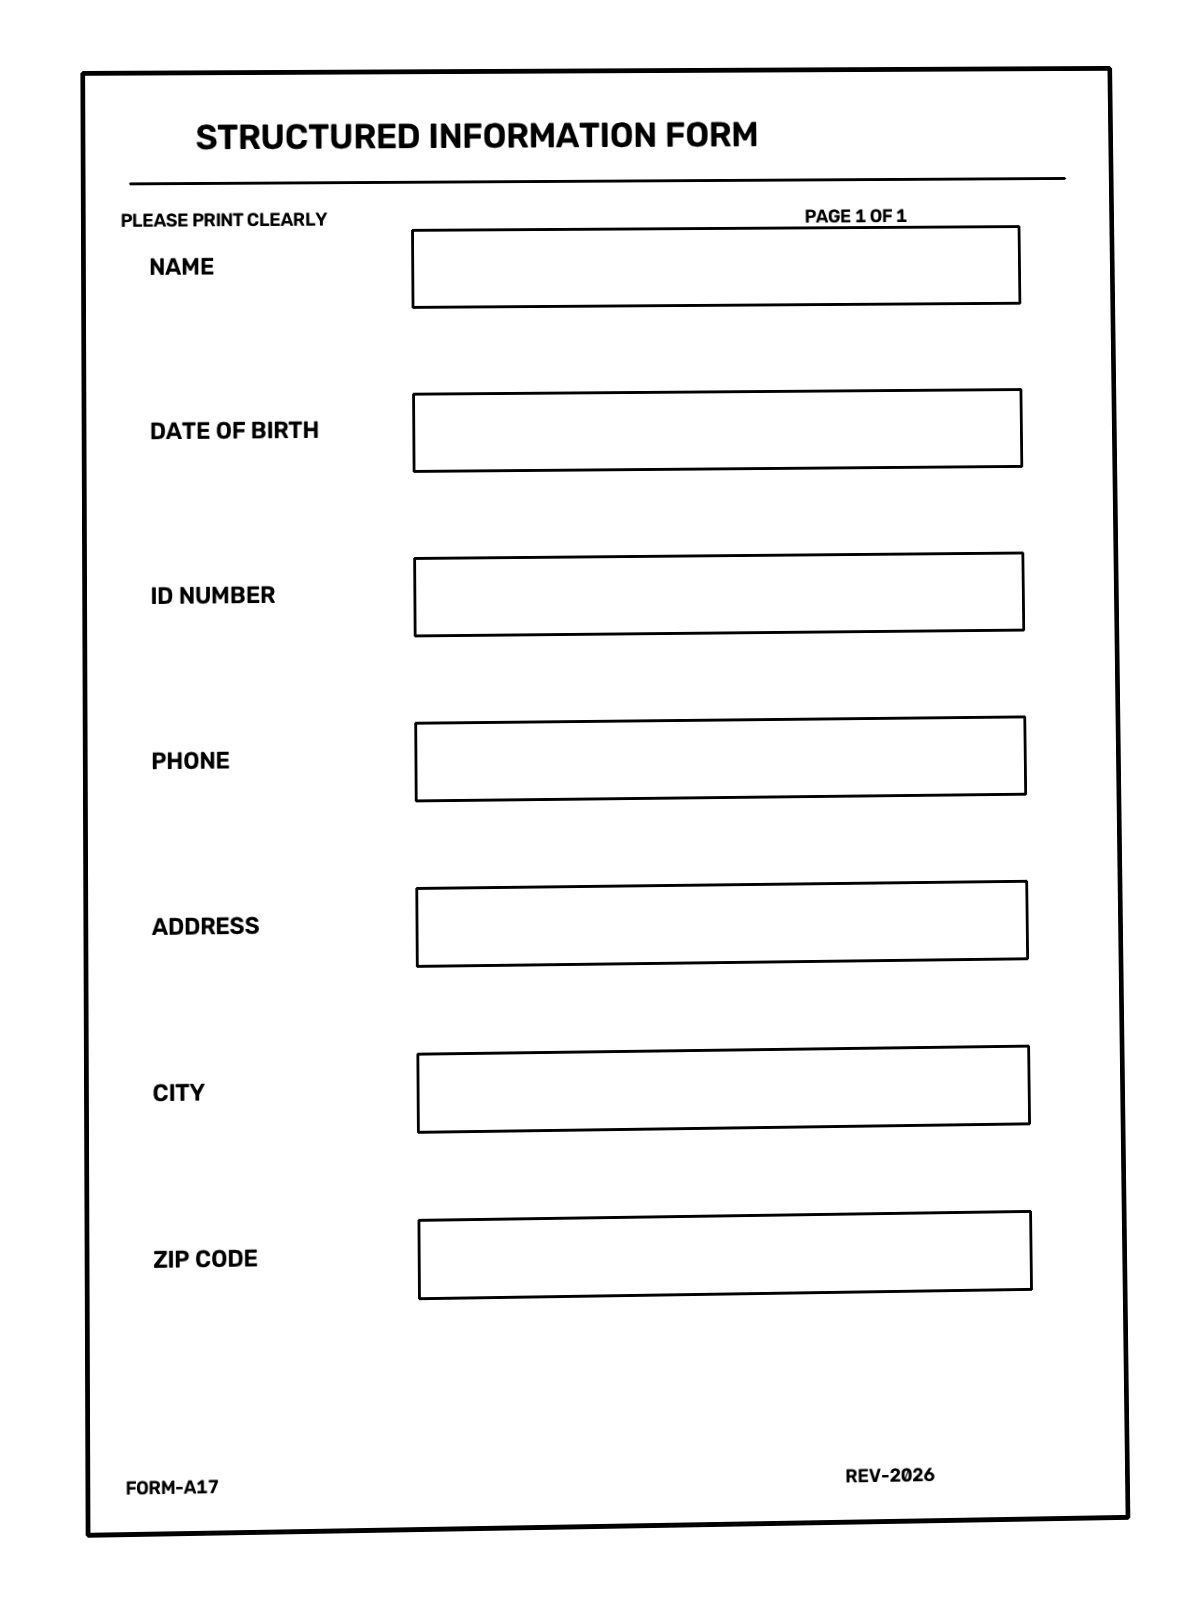 STRUCTURED INFORMATION FORM
PLEASE PRINT CLEARLY
PAGE 1 OF 1
NAME
DATE OF BIRTH
ID NUMBER
PHONE
ADDRESS
CITY
ZIP CODE
FORM-A17
REV-2026